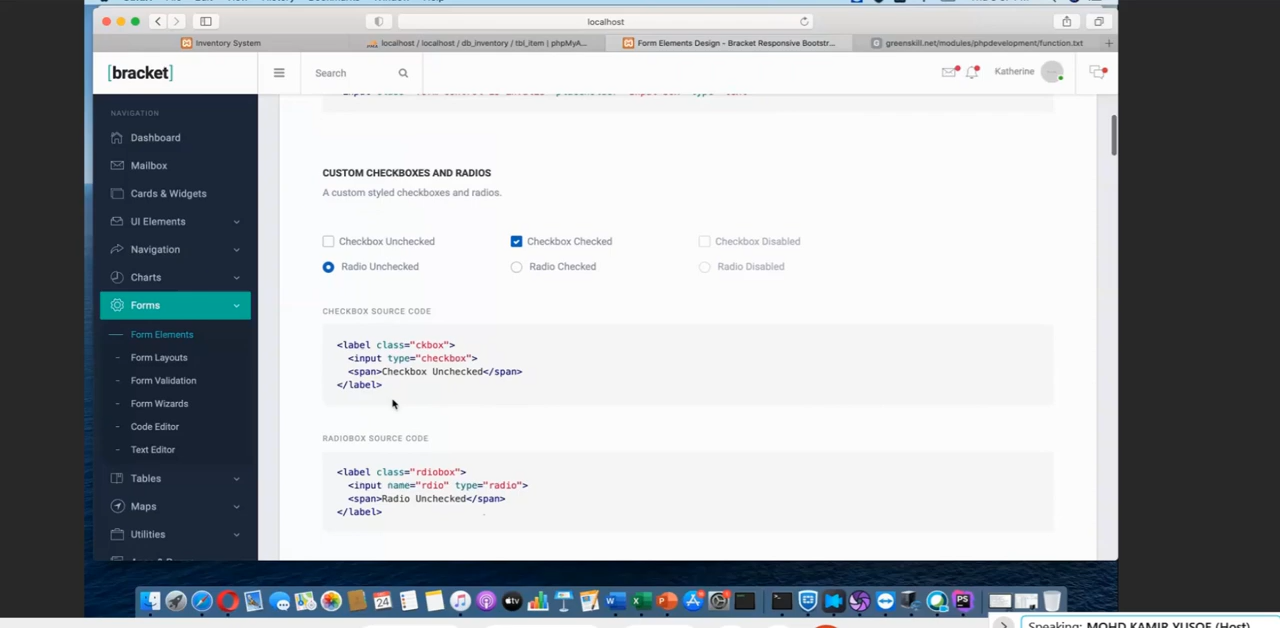 localhost
Inventory System
localhost / localhost / db_inventory / tbl_item | phpMyA...
Form Elements Design - Bracket Responsive Bootstr...
greenskill.net/modules/phpdevelopment/function.txt
[bracket]
Search
Katherine
NAVIGATION
Dashboard
Mailbox
Cards & Widgets
UI Elements
Navigation
Charts
Forms
Form Elements
Form Layouts
Form Validation
Form Wizards
Code Editor
Text Editor
Tables
Maps
Utilities
CUSTOM CHECKBOXES AND RADIOS
A custom styled checkboxes and radios.
Checkbox Unchecked
Checkbox Checked
Checkbox Disabled
Radio Unchecked
Radio Checked
Radio Disabled
CHECKBOX SOURCE CODE
<label class="ckbox">
<input type="checkbox">
<span>Checkbox Unchecked</span>
</label>
RADIOBOX SOURCE CODE
<label class="rdiobox">
<input name="rdio" type="radio">
<span>Radio Unchecked</span>
</label>
24
Speaking: MOHD KAMIR YUSOF (Host)